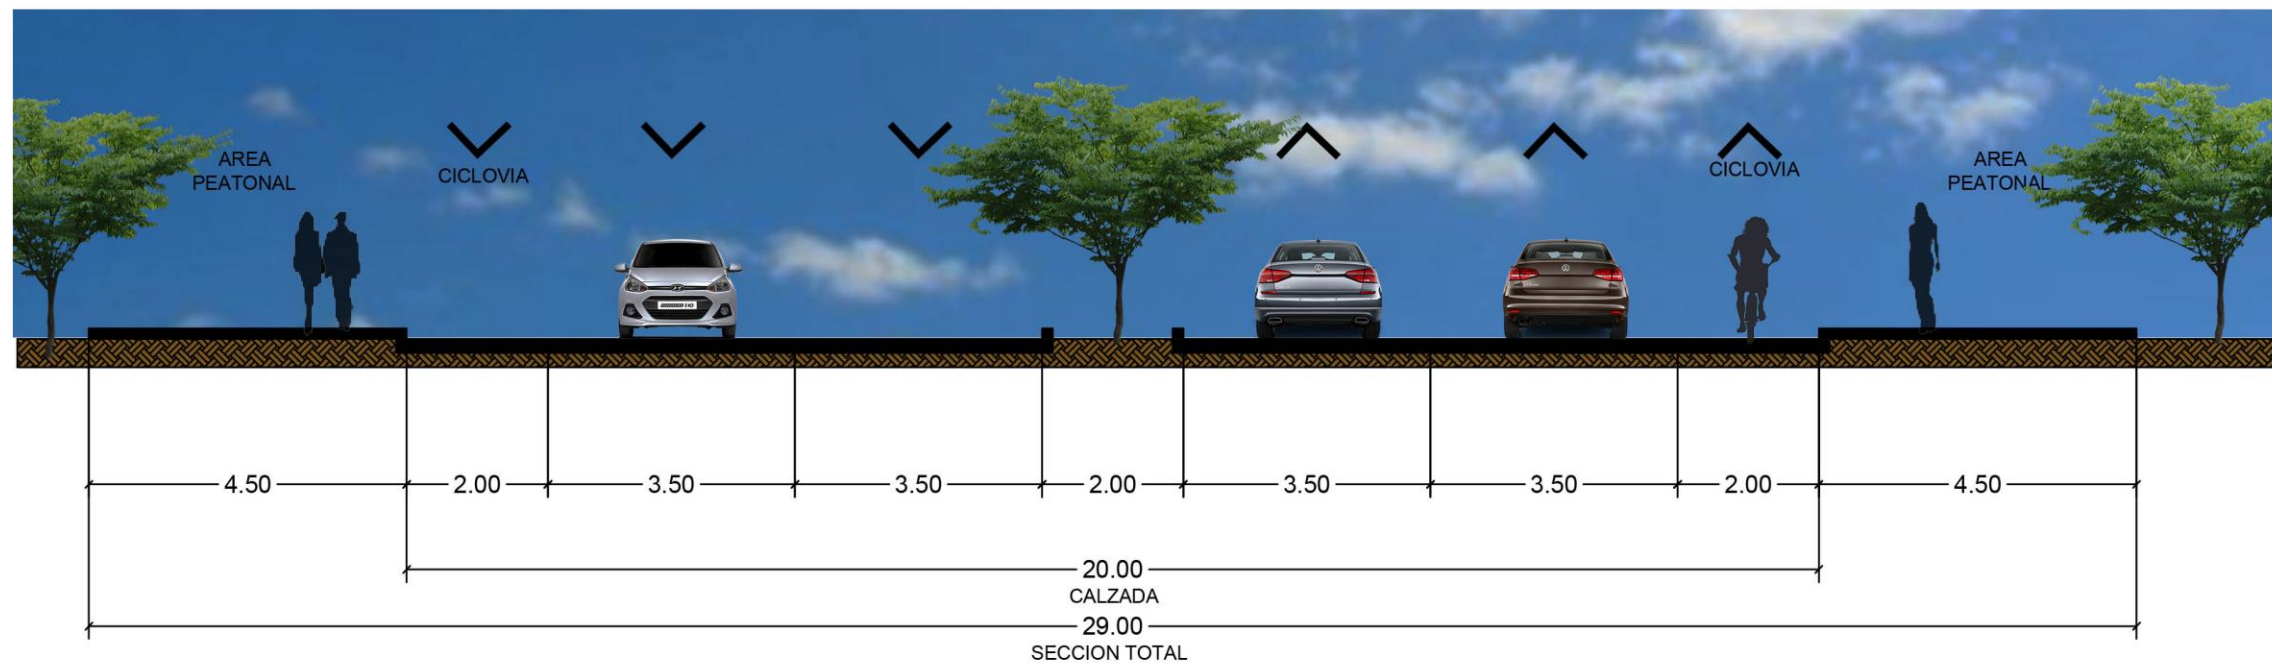 AREA
PEATONAL
CICLOVIA
CICLOVIA
AREA
PEATONAL
4.50
2.00
3.50
3.50
2.00
3.50
3.50
2.00
4.50
20.00
CALZADA
29.00
SECCION TOTAL